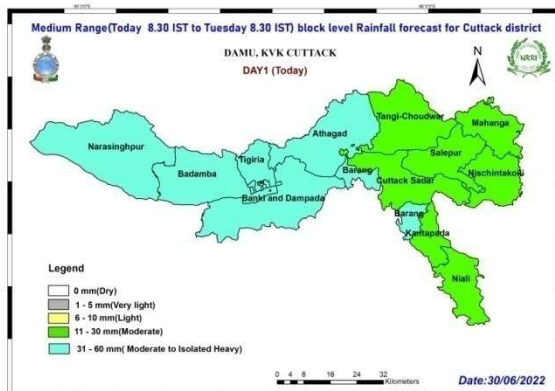 Medium Range(Today 8.30 IST to Tuesday 8.30 IST) block level Rainfall forecast for Cuttack district
DAMU, KVK CUTTACK
DAY1 (Today)
N
NRRI
Tangi-Choudwar
Mahanga
Athagad
Narasinghpur
Salepur
Tigiria
Badamba
Barang
Nischintakoili
Cuttack Sadar
Banki and Dampada
Barang
Kantapada
Niali
Legend
0 mm(Dry)
1 - 5 mm(Very light)
6 - 10 mm(Light)
11 - 30 mm(Moderate)
31 - 60 mm( Moderate to Isolated Heavy)
0 4 8 16 24 32
Kilometers
Date:30/06/2022